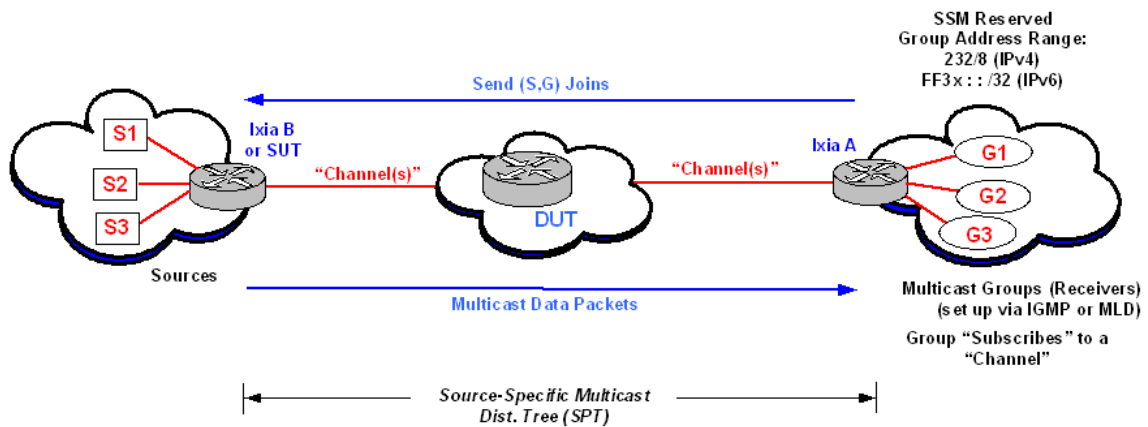 SSM Reserved
Group Address Range:
232/8 (IPv4)
FF3x : : /32 (IPv6)
Send (S,G) Joins
S1
S2
S3
Ixia B
or SUT
"Channel(s)"
DUT
"Channel(s)"
Ixia A
G1
G2
G3
Sources
Multicast Data Packets
Multicast Groups (Receivers)
(set up via IGMP or MLD)
Group "Subscribes" to a
"Channel"
Source-Specific Multicast
Dist. Tree (SPT)